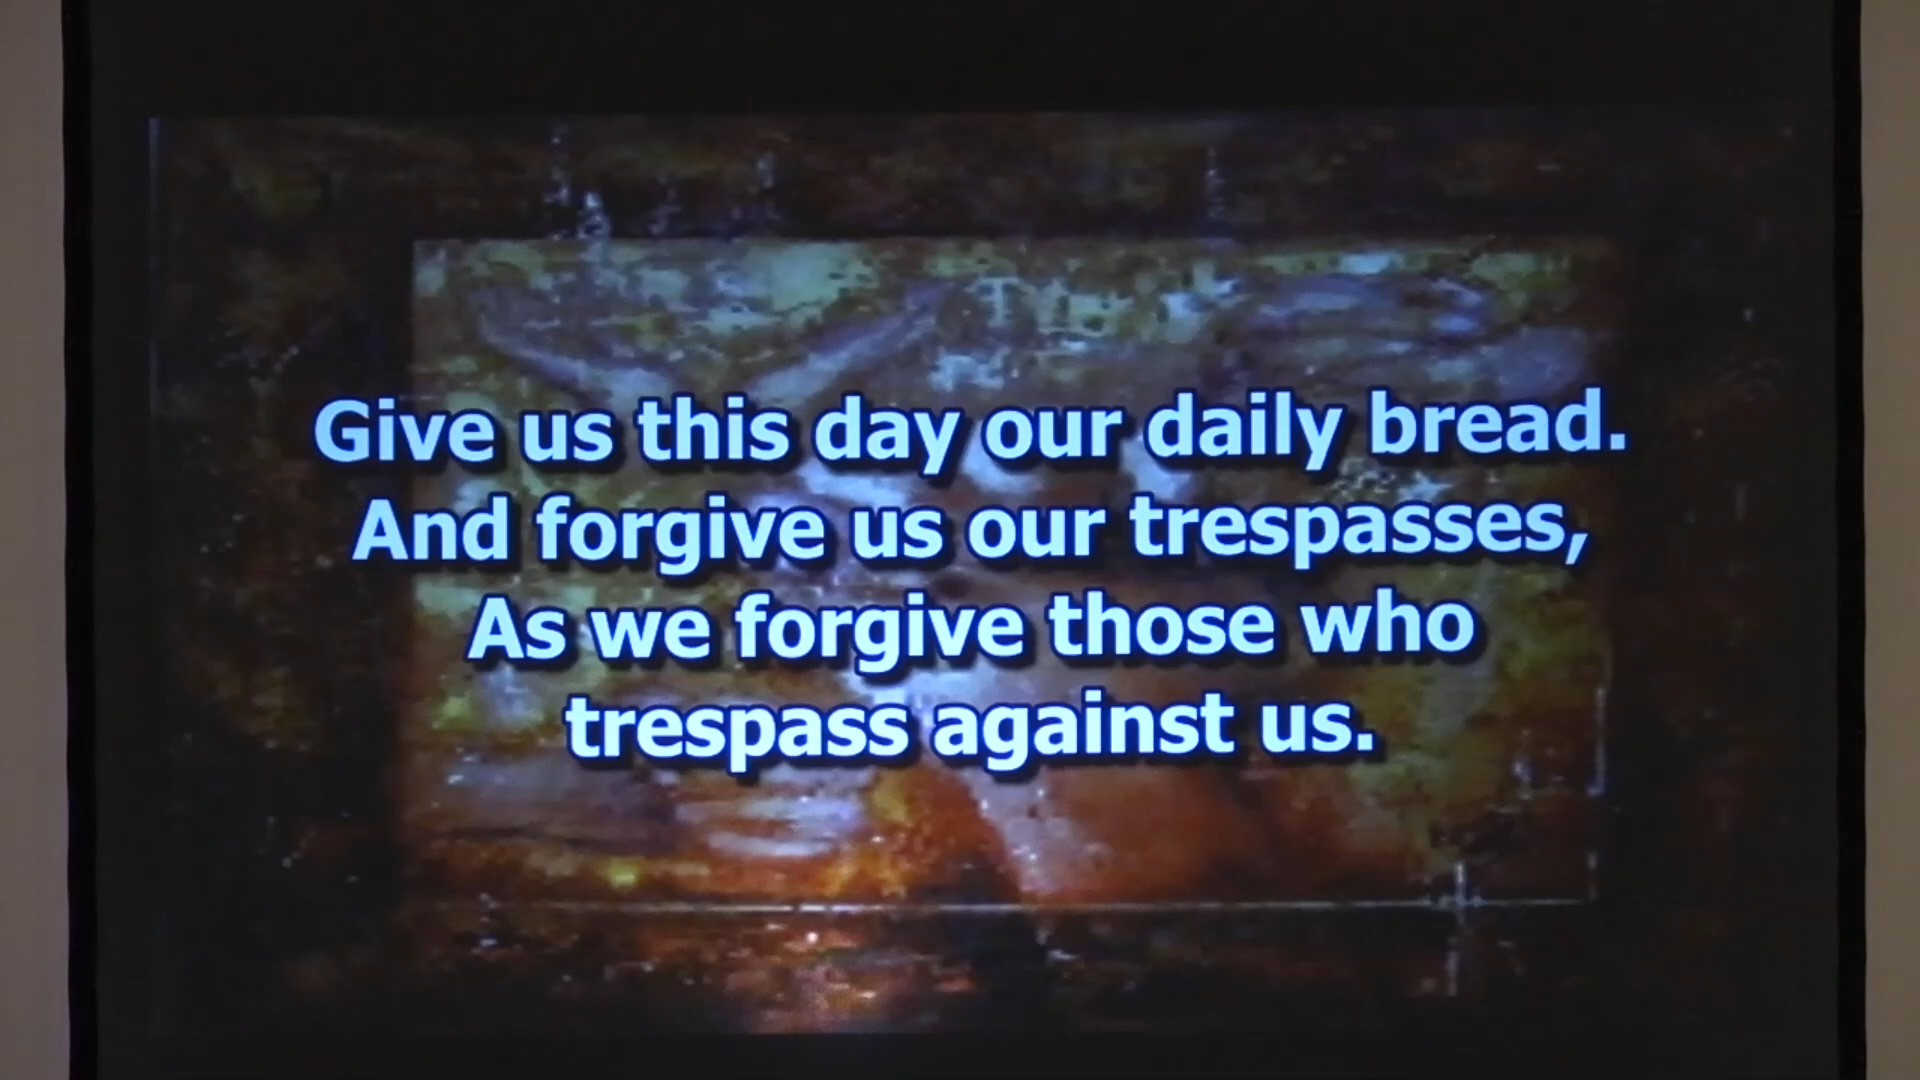 Give us this day our daily bread.
And forgive us our trespasses,
As we forgive those who
trespass against us.